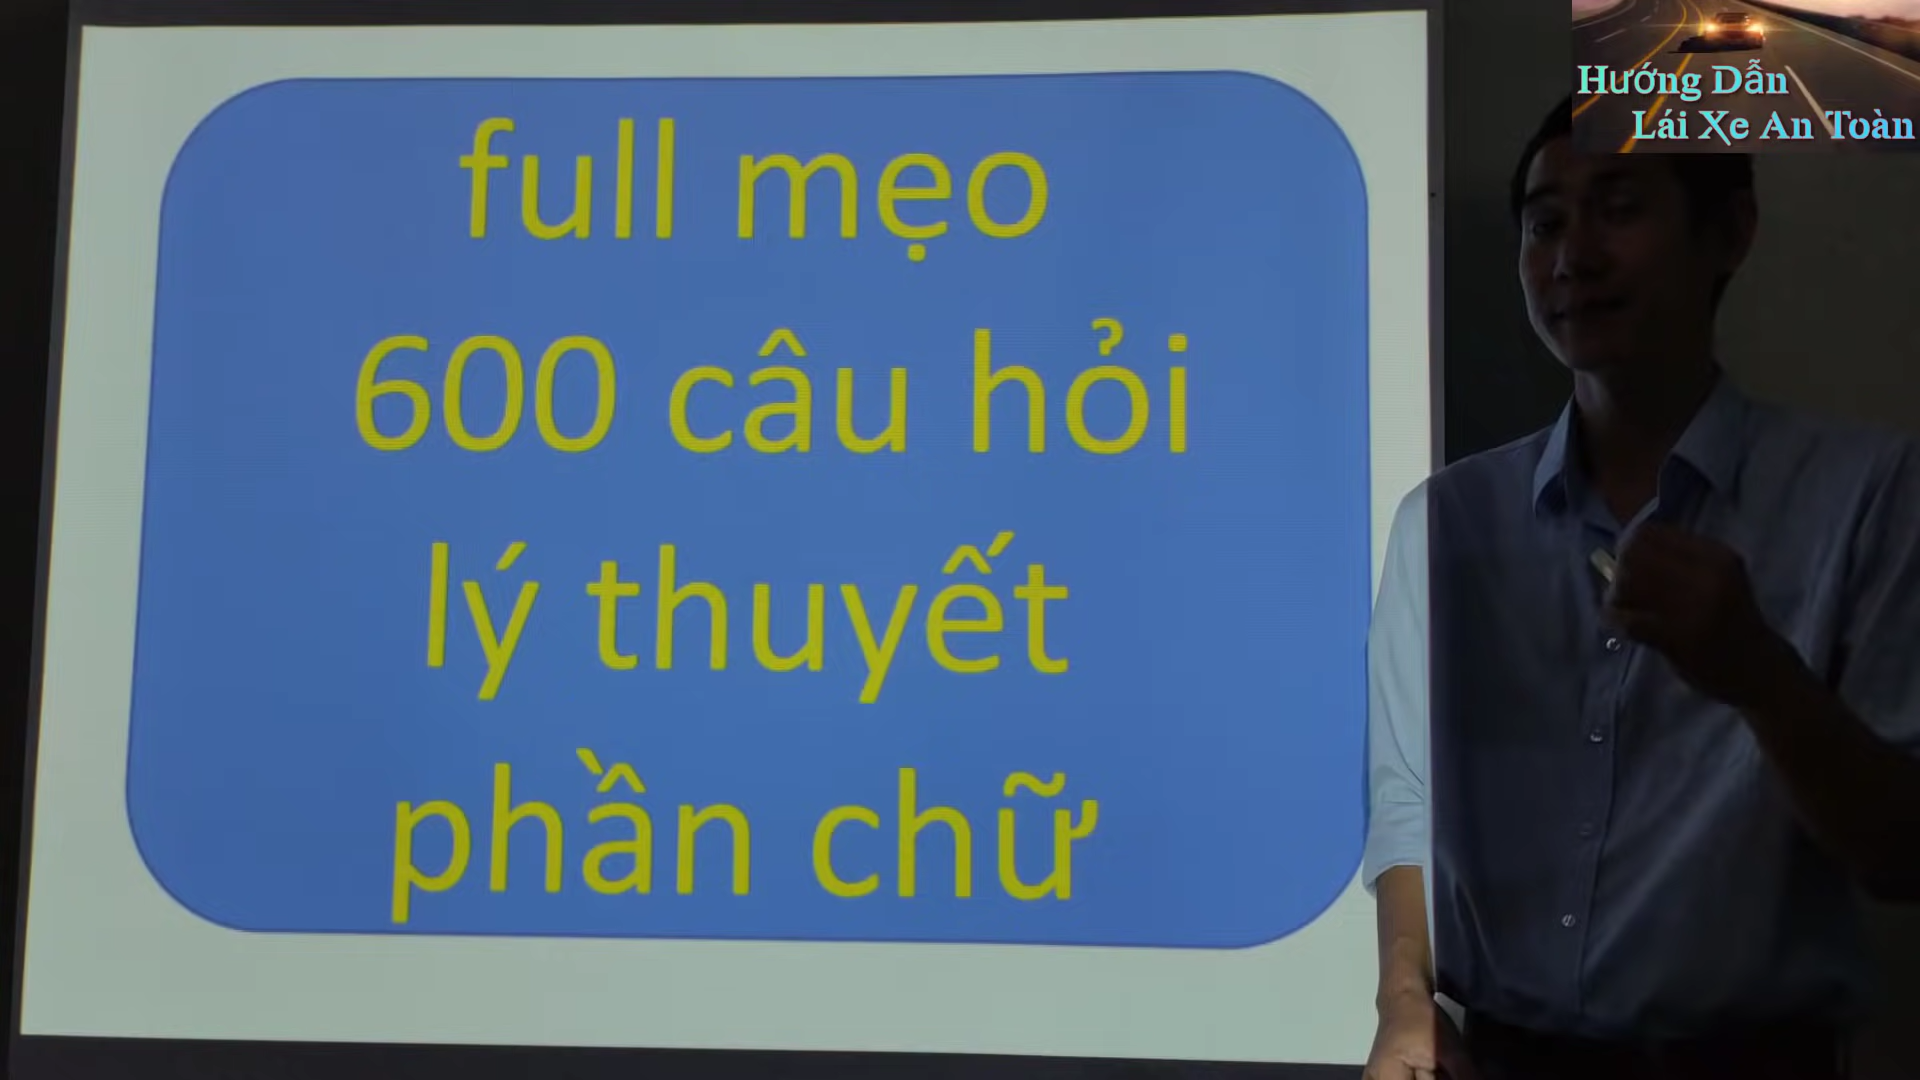 full mẹo
600 câu hỏi
lý thuyết
phần chữ
Hướng Dẫn
Lái Xe An Toàn